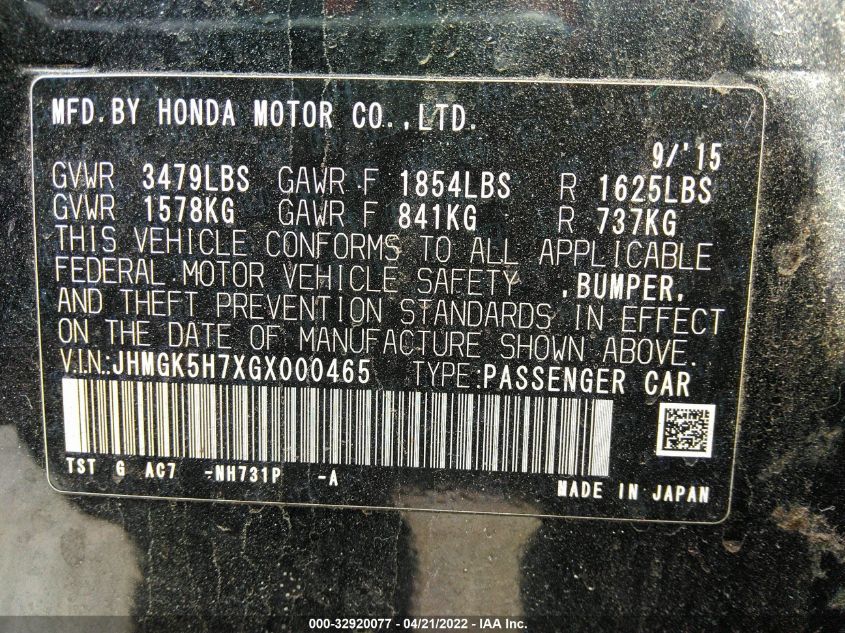 MFD.BY HONDA MOTOR CO.,LTD.
9/'15
GVWR 3479LBS GAWR F 1854LBS R 1625LBS
GVWR 1578KG GAWR F 841KG R 737KG
THIS VEHICLE CONFORMS TO ALL APPLICABLE
FEDERAL MOTOR VEHICLE SAFETY ,BUMPER,
AND THEFT PREVENTION STANDARDS IN EFFECT
ON THE DATE OF MANUFACTURE SHOWN ABOVE.
V.I.N.:JHMGK5H7XGX000465 TYPE:PASSENGER CAR
TST G AC7 -NH731P -A
MADE IN JAPAN
000-32920077 - 04/21/2022 - IAA Inc.